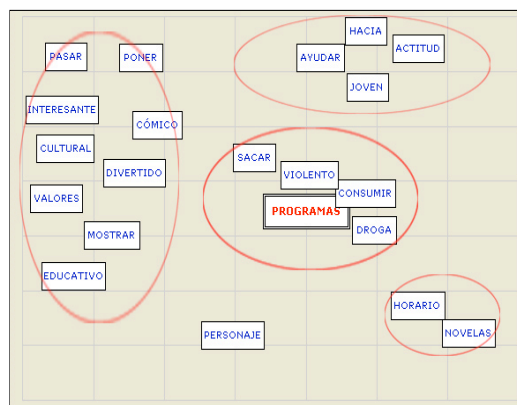 HACIA
ACTITUD
PASAR
PONER
AYUDAR
JOVEN
INTERESANTE
CÓMICO
CULTURAL
SACAR
DIVERTIDO
VIOLENTO
CONSUMIR
VALORES
PROGRAMAS
DROGA
MOSTRAR
EDUCATIVO
HORARIO
PERSONAJE
NOVELAS